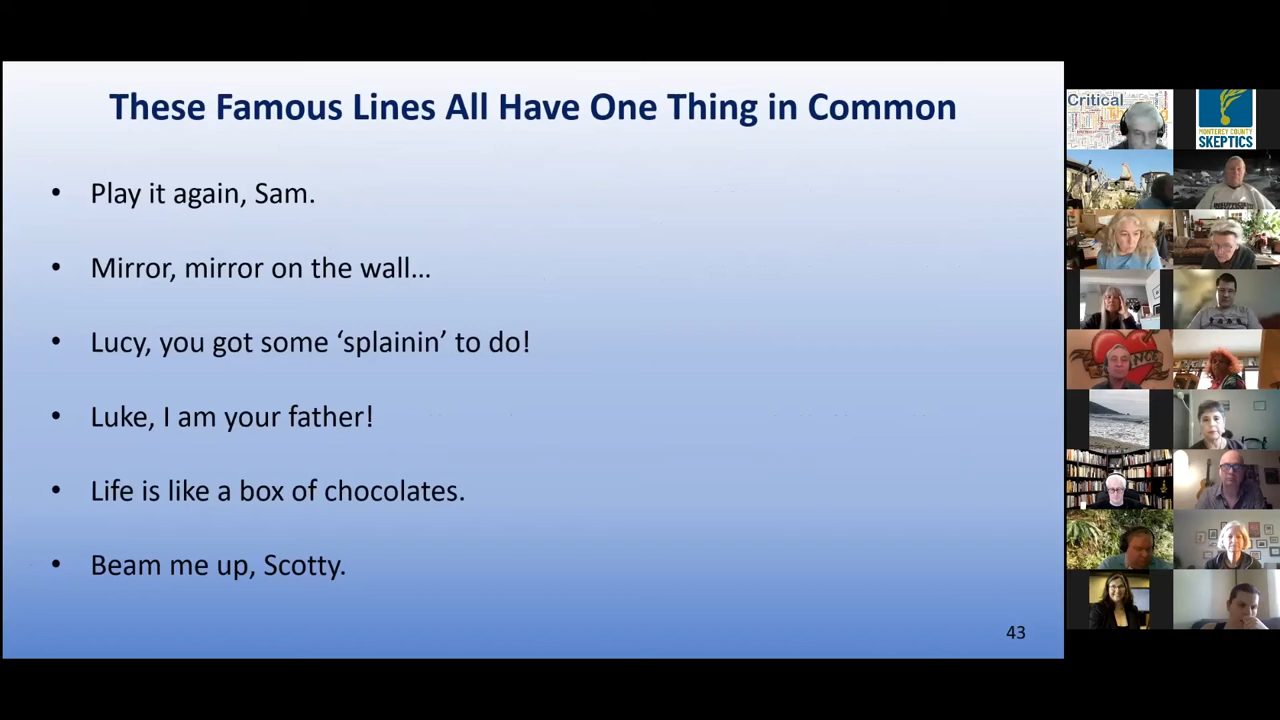 These Famous Lines All Have One Thing in Common
• Play it again, Sam.
• Mirror, mirror on the wall…
• Lucy, you got some ‘splainin’ to do!
• Luke, I am your father!
• Life is like a box of chocolates.
• Beam me up, Scotty.
43
Critical
MONTEREY COUNTY
SKEPTICS